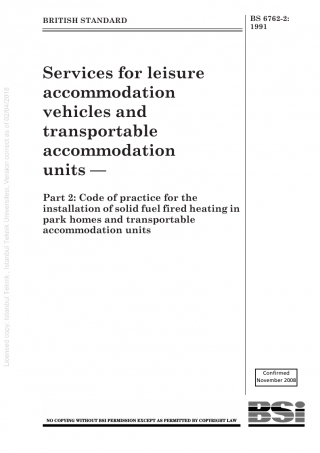 BRITISH STANDARD
BS 6762-2:
1991
Services for leisure
accommodation
vehicles and
transportable
accommodation
units —
Part 2: Code of practice for the
installation of solid fuel fired heating in
park homes and transportable
accommodation units
Licensed copy: Istanbul Teknik, Istanbul Teknik Universitesi, Version correct as of 02/04/2010
Confirmed
November 2008
NO COPYING WITHOUT BSI PERMISSION EXCEPT AS PERMITTED BY COPYRIGHT LAW
BSi